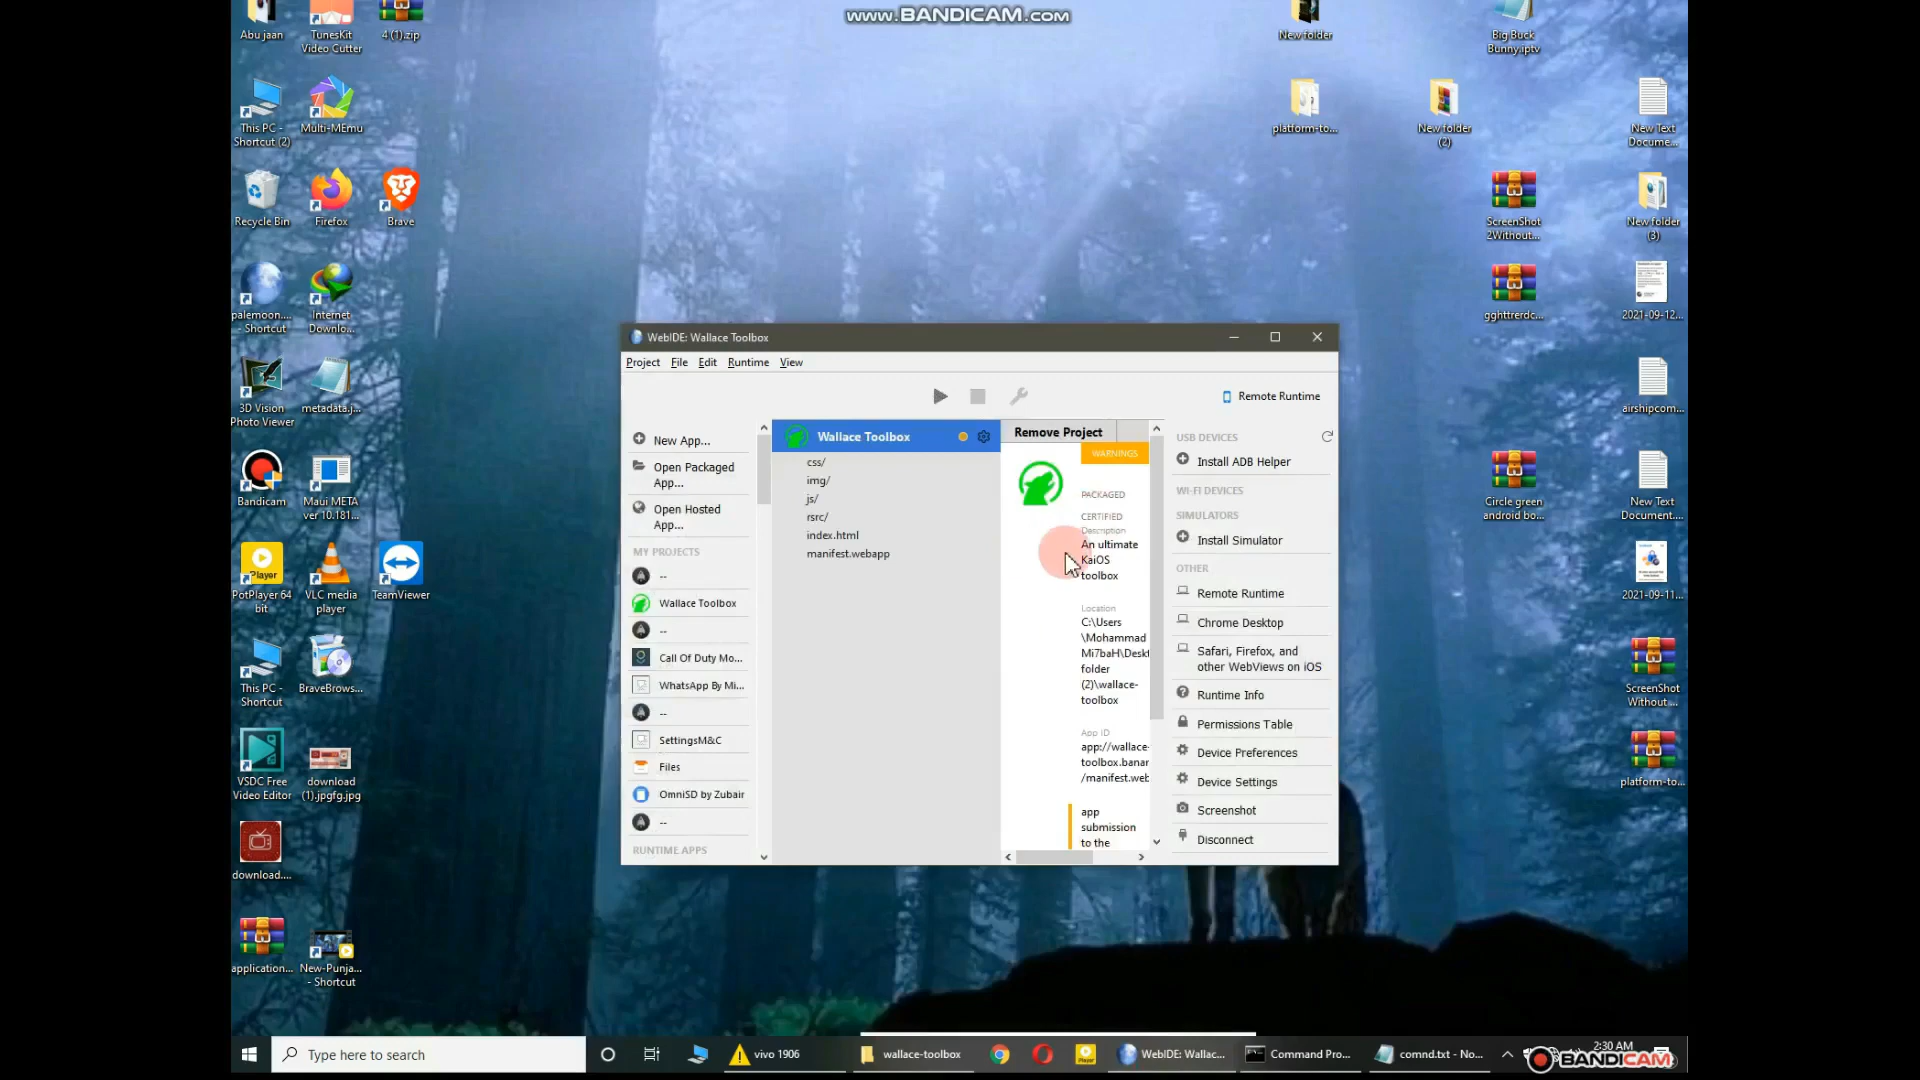 www.BANDICAM.com
Abu jaan
TunesKit
Video Cutter
4 (1).zip
New folder
Big Buck
Bunny.iptv
This PC -
Shortcut (2)
Multi-MEmu
platform-to...
New folder
(2)
New Text
Docume...
Recycle Bin
Firefox
Brave
ScreenShot
2Without...
New folder
(3)
palemoon....
- Shortcut
Internet
Downlo...
gghttrerdc...
2021-09-12...
3D Vision
Photo Viewer
metadata.j...
airshipcom...
Bandicam
Maui META
ver 10.181...
Circle green
android bo...
New Text
Document....
Player
PotPlayer 64
bit
VLC media
player
TeamViewer
2021-09-11...
This PC -
Shortcut
BraveBrows...
ScreenShot
Without ...
VSDC Free
Video Editor
download
(1).jpgfg.jpg
platform-to...
download....
application...
New-Punja...
- Shortcut
WebIDE: Wallace Toolbox
Project File Edit Runtime View
Remote Runtime
New App...
Open Packaged
App...
Open Hosted
App...
MY PROJECTS
--
Wallace Toolbox
--
Call Of Duty Mo...
WhatsApp By Mi...
--
SettingsM&C
Files
OmniSD by Zubair
--
RUNTIME APPS
Wallace Toolbox
css/
img/
js/
rsrc/
index.html
manifest.webapp
Remove Project
WARNINGS
PACKAGED
CERTIFIED
Description
An ultimate
KaiOS
toolbox
Location
C:\Users
\Mohammad
Mi7baH\Deskt
folder
(2)\wallace-
toolbox
App ID
app://wallace-
toolbox.banan
/manifest.web
app
submission
to the
USB DEVICES
Install ADB Helper
WI-FI DEVICES
SIMULATORS
Install Simulator
OTHER
Remote Runtime
Chrome Desktop
Safari, Firefox, and
other WebViews on iOS
Runtime Info
Permissions Table
Device Preferences
Device Settings
Screenshot
Disconnect
Type here to search
vivo 1906
wallace-toolbox
Player
WebIDE: Wallac...
Command Pro...
comnd.txt - No...
2:30 AM
BANDICAM